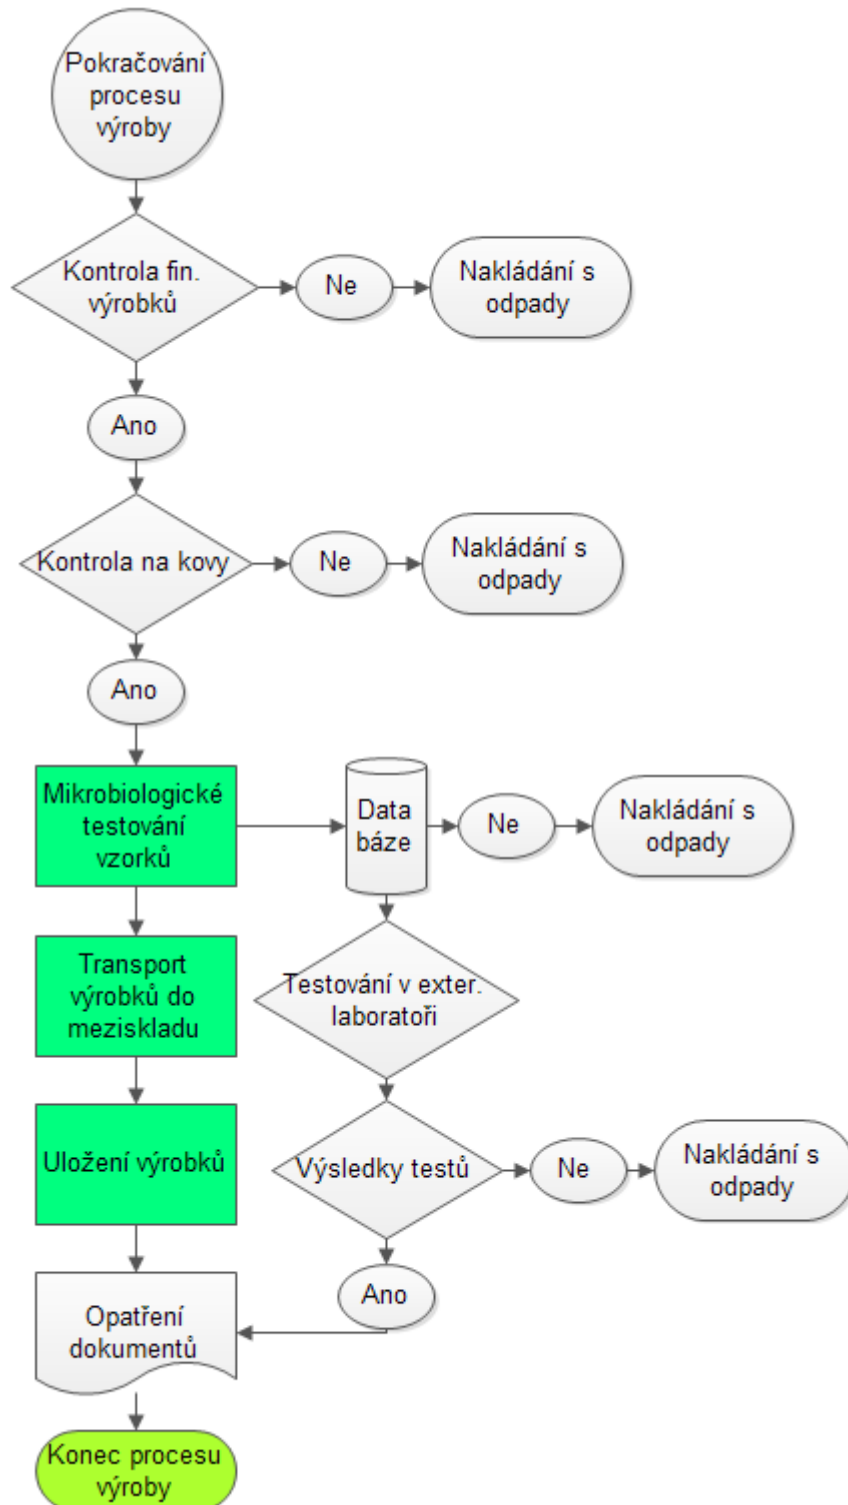 Pokračování
procesu
výroby
Kontrola fin.
výrobků
Ne
Nakládání s
odpady
Ano
Kontrola na kovy
Ne
Nakládání s
odpady
Ano
Mikrobiologické
testování
vzorků
Data
báze
Ne
Nakládání s
odpady
Transport
výrobků do
meziskladu
Testování v exter.
laboratoři
Uložení výrobků
Výsledky testů
Ne
Nakládání s
odpady
Ano
Opatření
dokumentů
Konec procesu
výroby